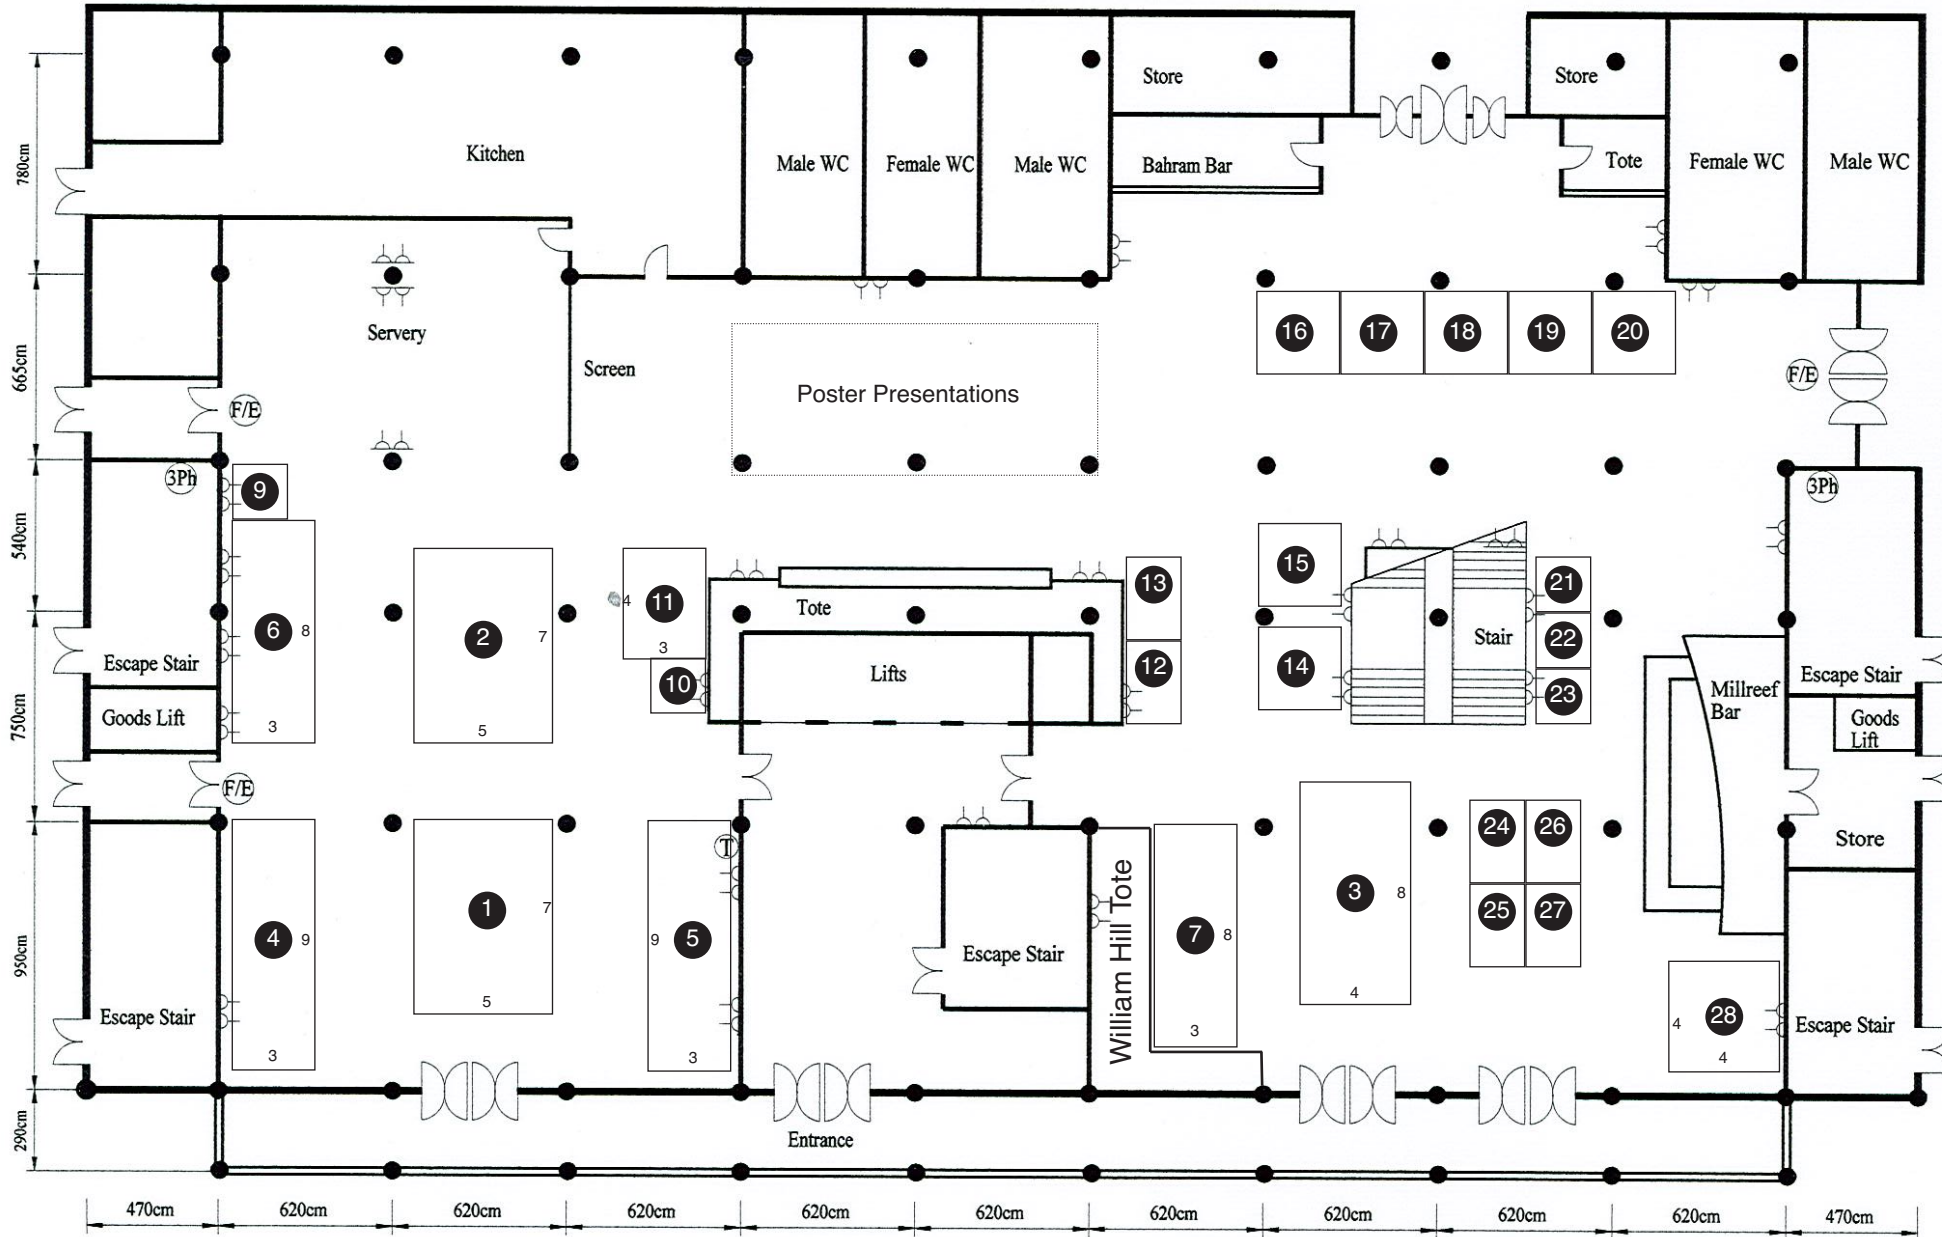 Store
Store
Kitchen
Male WC
Female WC
Male WC
Bahram Bar
Tote
Female WC
Male WC
780cm
Servery
Screen
Poster Presentations
16
17
18
19
20
665cm
F/E
F/E
3Ph
9
3Ph
540cm
6
8
3
2
7
5
4
11
3
10
Tote
Lifts
13
12
15
14
Stair
21
22
23
Escape Stair
Goods Lift
Millreef
Bar
Escape Stair
Goods
Lift
750cm
F/E
T
4
9
3
1
7
5
9
5
3
Escape Stair
William Hill Tote
7
8
3
3
8
4
24
26
25
27
Store
950cm
Escape Stair
28
4
4
Escape Stair
290cm
Entrance
470cm
620cm
620cm
620cm
620cm
620cm
620cm
620cm
620cm
620cm
470cm